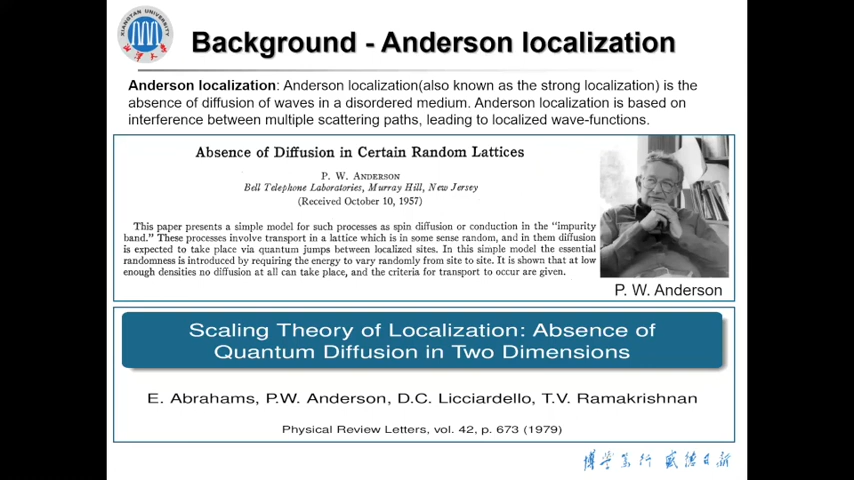 XIANGTAN UNIVERSITY
Background - Anderson localization
Anderson localization: Anderson localization(also known as the strong localization) is the
absence of diffusion of waves in a disordered medium. Anderson localization is based on
interference between multiple scattering paths, leading to localized wave-functions.
Absence of Diffusion in Certain Random Lattices
P. W. ANDERSON
Bell Telephone Laboratories, Murray Hill, New Jersey
(Received October 10, 1957)
This paper presents a simple model for such processes as spin diffusion or conduction in the “impurity
band.” These processes involve transport in a lattice which is in some sense random, and in them diffusion
is expected to take place via quantum jumps between localized sites. In this simple model the essential
randomness is introduced by requiring the energy to vary randomly from site to site. It is shown that at low
enough densities no diffusion at all can take place, and the criteria for transport to occur are given.
P. W. Anderson
Scaling Theory of Localization: Absence of
Quantum Diffusion in Two Dimensions
E. Abrahams, P.W. Anderson, D.C. Licciardello, T.V. Ramakrishnan
Physical Review Letters, vol. 42, p. 673 (1979)
博学笃行 盛德日新